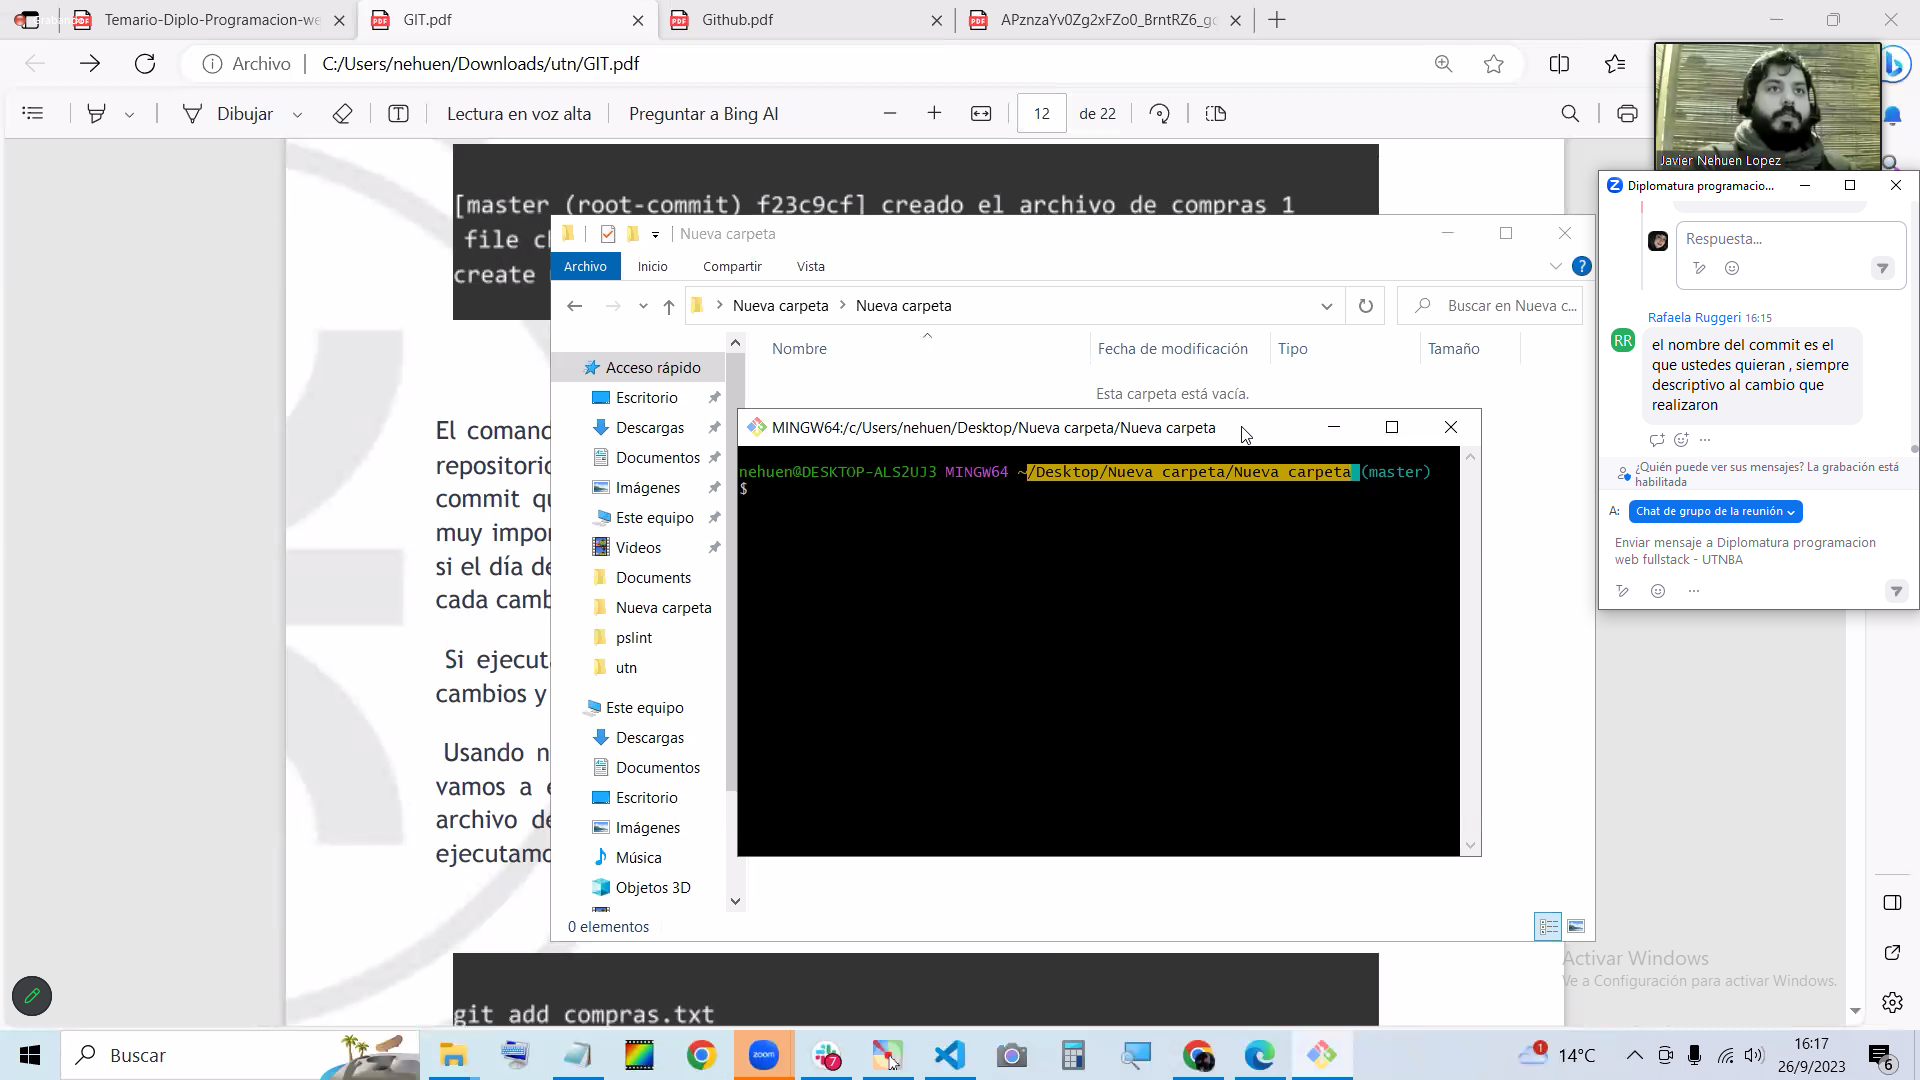 Temario-Diplo-Programacion-we
GIT.pdf
Github.pdf
APznzaYv0Zg2xFZo0_BrntRZ6_g
Archivo
C:/Users/nehuen/Downloads/utn/GIT.pdf
Dibujar
Lectura en voz alta
Preguntar a Bing AI
12
de 22
Javier Nehuen Lopez
[master (root-commit) f23c9cf] creado el archivo de compras 1
file c
create
El comand
repositorio
commit qu
muy impor
si el día de
cada camb
Si ejecut
cambios y
Usando n
vamos a e
archivo de
ejecutamo
git add compras.txt
Nueva carpeta
Archivo
Inicio
Compartir
Vista
Nueva carpeta
Nueva carpeta
Buscar en Nueva c...
Nombre
Fecha de modificación
Tipo
Tamaño
Esta carpeta está vacía.
Acceso rápido
Escritorio
Descargas
Documentos
Imágenes
Este equipo
Videos
Documents
Nueva carpeta
pslint
utn
Este equipo
Descargas
Documentos
Escritorio
Imágenes
Música
Objetos 3D
0 elementos
MINGW64:/c/Users/nehuen/Desktop/Nueva carpeta/Nueva carpeta
nehuen@DESKTOP-ALS2UJ3 MINGW64 ~/Desktop/Nueva carpeta/Nueva carpeta (master)
$
Diplomatura programacio...
Respuesta...
Rafaela Ruggeri 16:15
RR
el nombre del commit es el
que ustedes quieran , siempre
descriptivo al cambio que
realizaron
¿Quién puede ver sus mensajes? La grabación está
habilitada
A:
Chat de grupo de la reunión
Enviar mensaje a Diplomatura programacion
web fullstack - UTNBA
Activar Windows
Ve a Configuración para activar Windows.
Buscar
zoom
7
1
14°C
16:17
26/9/2023
6